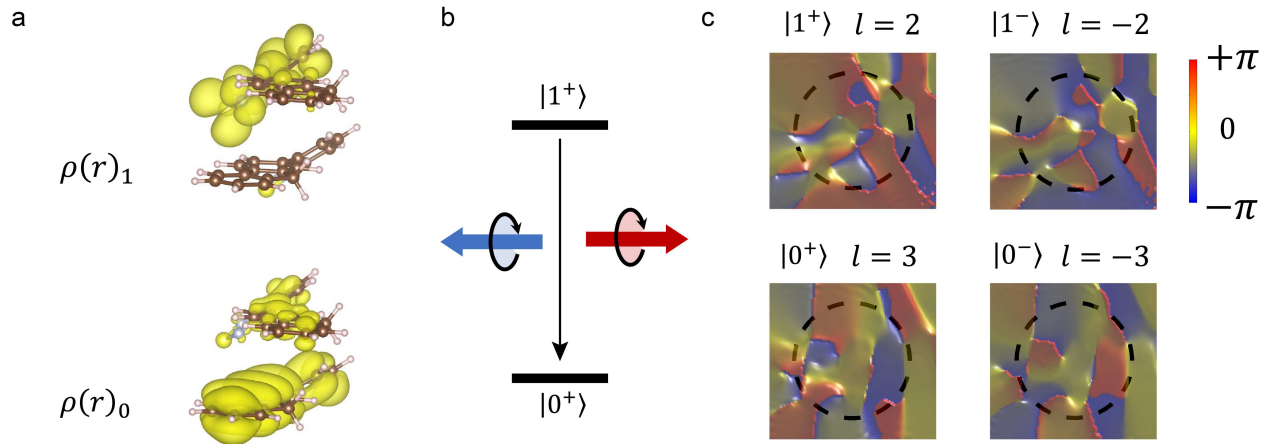 a
ρ(r)₁
ρ(r)₀
b
|1⁺⟩
|0⁺⟩
c
|1⁺⟩ l = 2
|1⁻⟩ l = −2
+π
0
−π
|0⁺⟩ l = 3
|0⁻⟩ l = −3